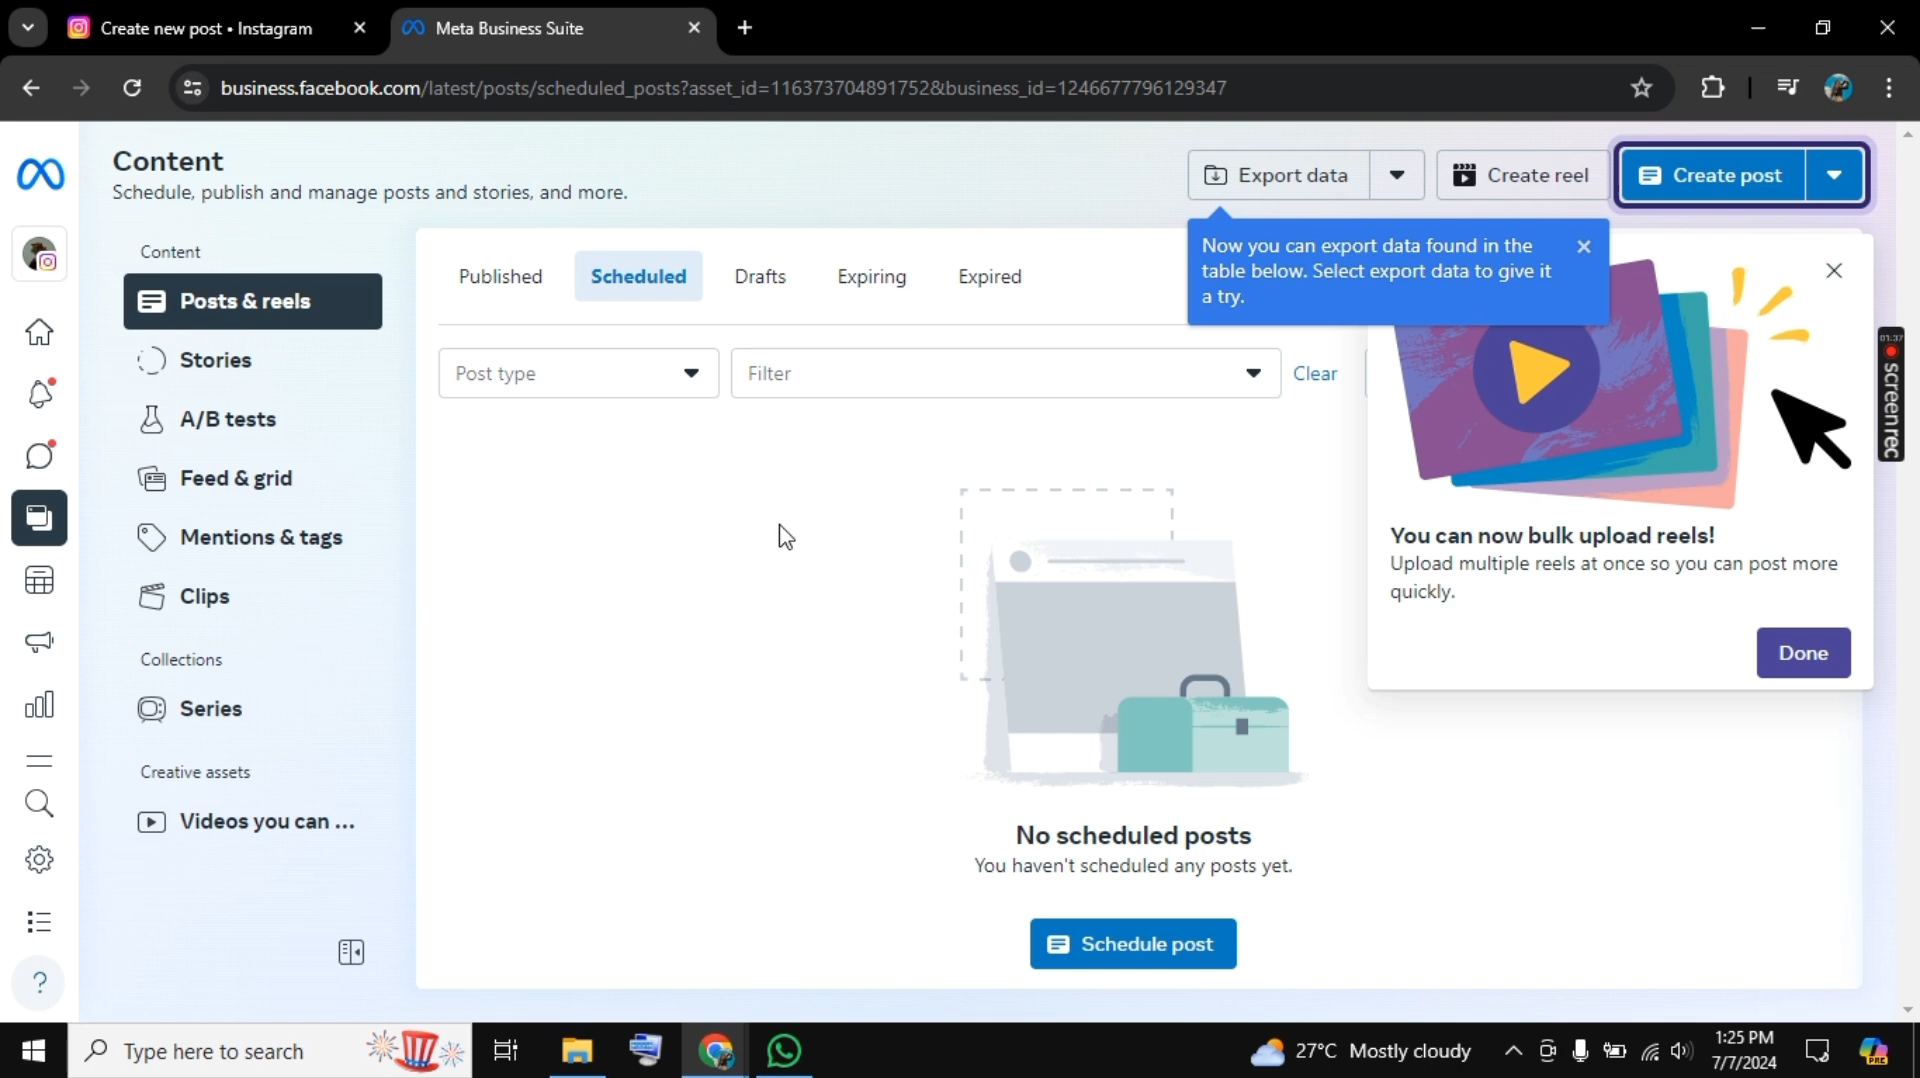 Create new post • Instagram
Meta Business Suite
business.facebook.com/latest/posts/scheduled_posts?asset_id=116373704891752&business_id=1246677796129347
Content
Schedule, publish and manage posts and stories, and more.
Export data
Create reel
Create post
Now you can export data found in the
table below. Select export data to give it
a try.
Content
Posts & reels
Stories
A/B tests
Feed & grid
Mentions & tags
Clips
Collections
Series
Creative assets
Videos you can ...
Published
Scheduled
Drafts
Expiring
Expired
Post type
Filter
Clear
You can now bulk upload reels!
Upload multiple reels at once so you can post more
quickly.
Done
01:37
screenrec
No scheduled posts
You haven't scheduled any posts yet.
Schedule post
?
Type here to search
27°C Mostly cloudy
1:25 PM
7/7/2024
PRE